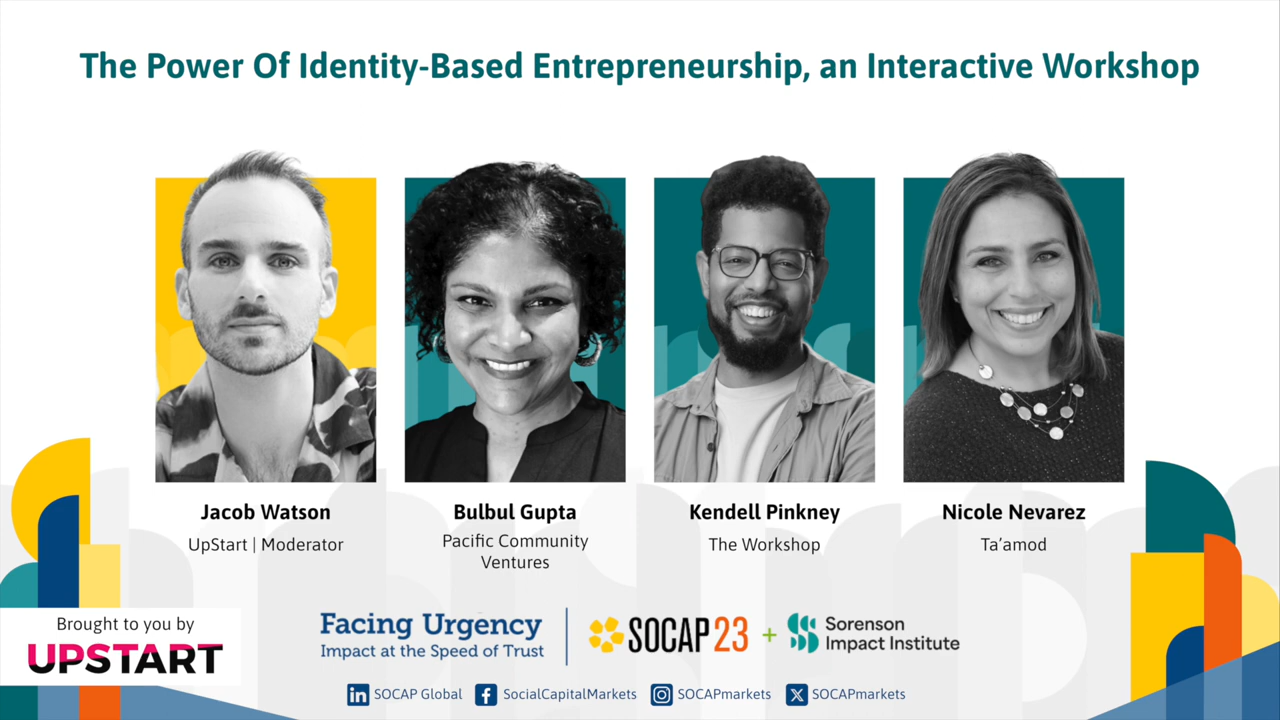 The Power Of Identity-Based Entrepreneurship, an Interactive Workshop
Jacob Watson
UpStart | Moderator
Bulbul Gupta
Pacific Community
Ventures
Kendell Pinkney
The Workshop
Nicole Nevarez
Ta’amod
Brought to you by
UPSTART
Facing Urgency
Impact at the Speed of Trust
SOCAP 23
+
Sorenson
Impact Institute
SOCAP Global
SocialCapitalMarkets
SOCAPmarkets
SOCAPmarkets